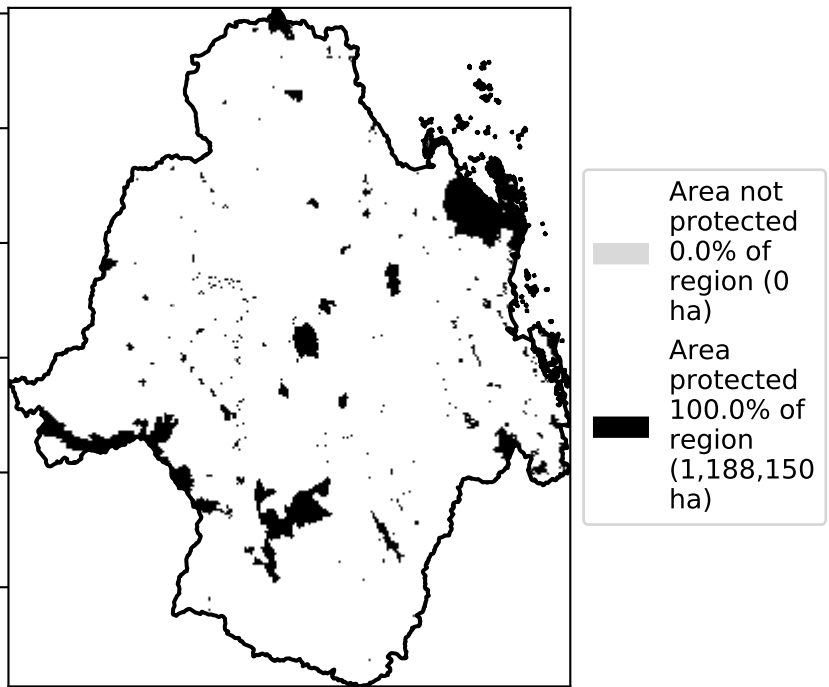 Area not
protected
0.0% of
region (0
ha)
Area
protected
100.0% of
region
(1,188,150
ha)